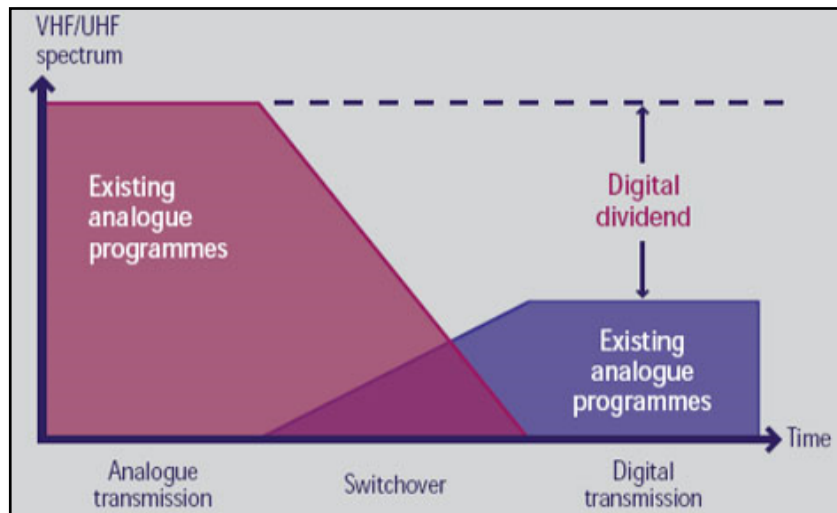 VHF/UHF
spectrum
Existing
analogue
programmes
Digital
dividend
Existing
analogue
programmes
Time
Analogue
transmission
Switchover
Digital
transmission